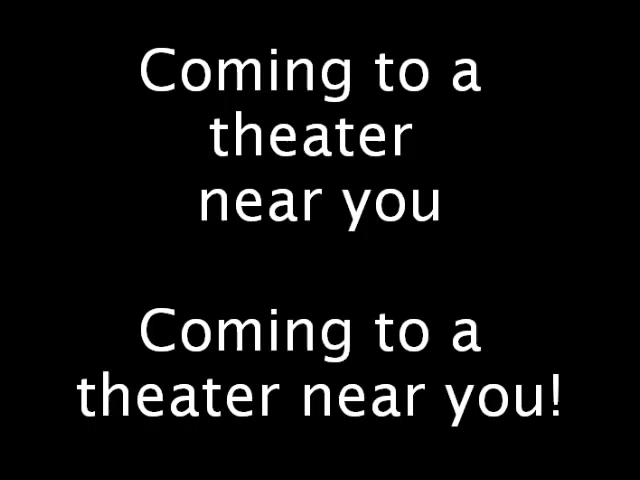 Coming to a
theater
near you
Coming to a
theater near you!